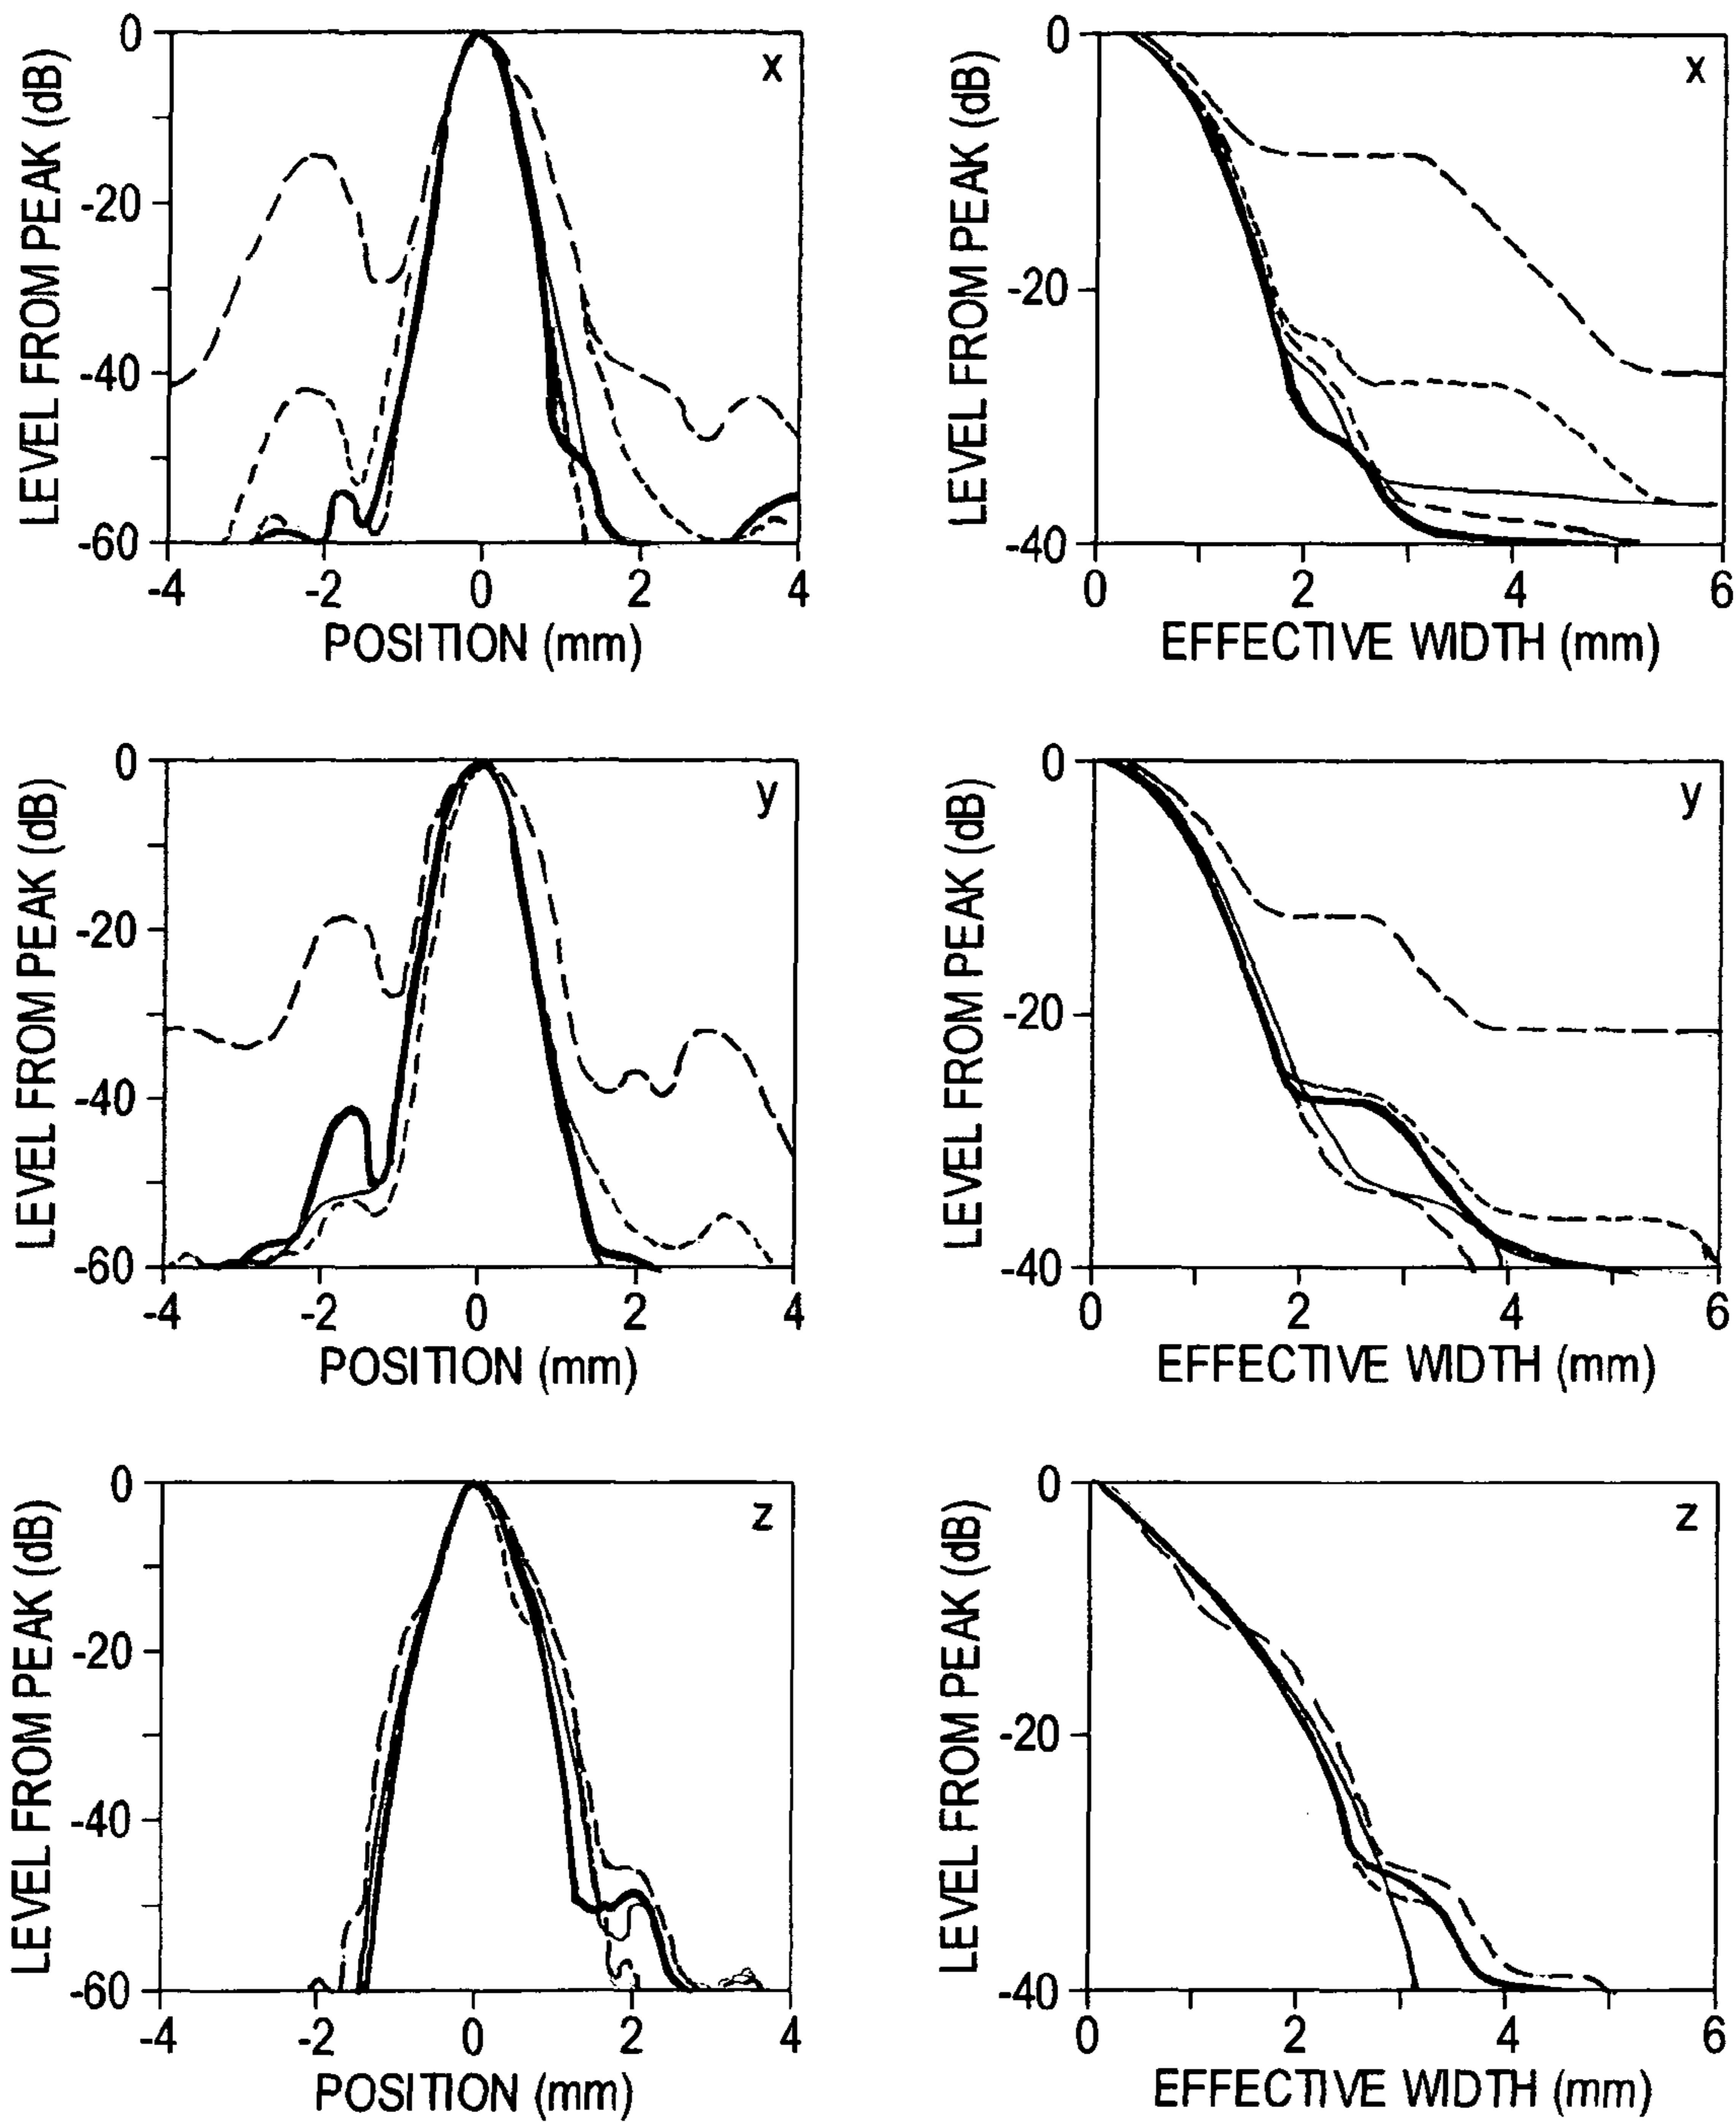 LEVEL FROM PEAK (dB)
0
-20
-40
-60
x
-4 -2 0 2 4
POSITION (mm)
LEVEL FROM PEAK (dB)
0
-20
-40
x
0 2 4 6
EFFECTIVE WIDTH (mm)
LEVEL FROM PEAK (dB)
0
-20
-40
-60
y
-4 -2 0 2 4
POSITION (mm)
LEVEL FROM PEAK (dB)
0
-20
-40
y
0 2 4 6
EFFECTIVE WIDTH (mm)
LEVEL FROM PEAK (dB)
0
-20
-40
-60
z
-4 -2 0 2 4
POSITION (mm)
LEVEL FROM PEAK (dB)
0
-20
-40
z
0 2 4 6
EFFECTIVE WIDTH (mm)